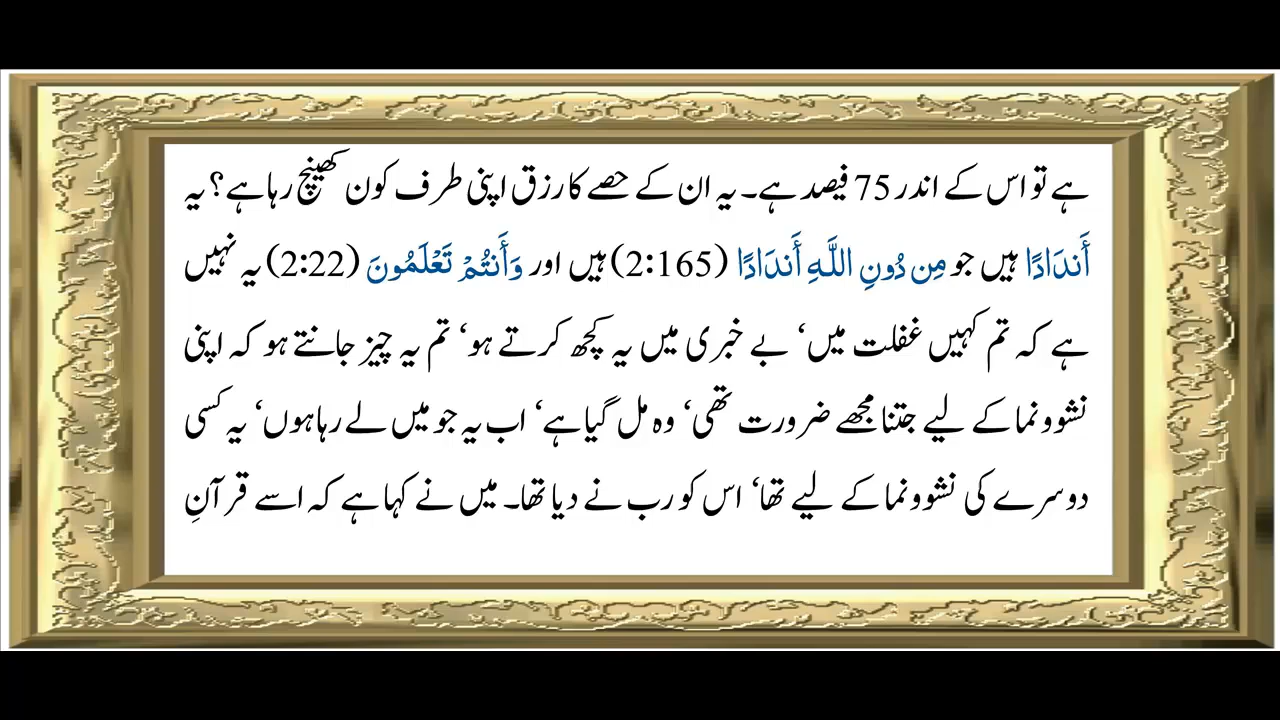 ہے تو اس کے اندر 75 فیصد ہے۔ یہ ان کے حصے کا رزق اپنی طرف کون کھینچ رہا ہے؟ یہ
أَندَادًا ہیں جو مِن دُونِ اللَّهِ أَندَادًا (2:165) ہیں اور وَأَنتُمْ تَعْلَمُونَ (2:22) یہ نہیں
ہے کہ تم کہیں غفلت میں‘ بے خبری میں یہ کچھ کرتے ہو‘ تم یہ چیز جانتے ہو کہ اپنی
نشوونما کے لیے جتنا مجھے ضرورت تھی‘ وہ مل گیا ہے‘ اب یہ جو میں لے رہا ہوں‘ یہ کسی
دوسرے کی نشوونما کے لیے تھا‘ اس کو رب نے دیا تھا۔ میں نے کہا ہے کہ اسے قرآنِ